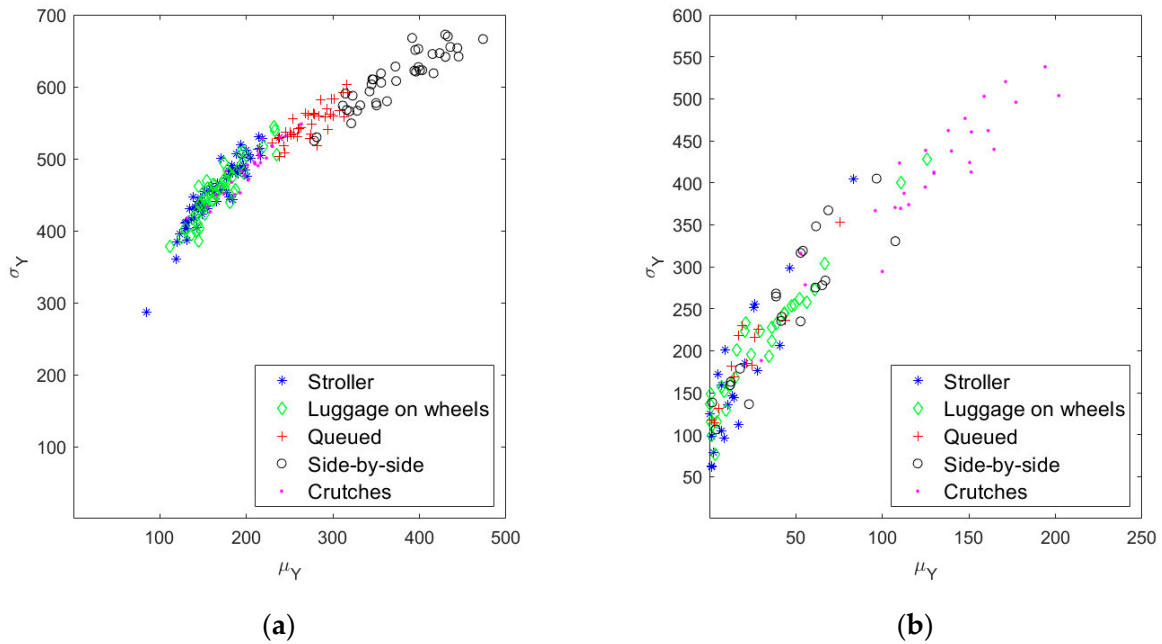 700
600
500
400
300
200
100
σY
100 200 300 400 500
μY
Stroller
Luggage on wheels
Queued
Side-by-side
Crutches
(a)
600
550
500
450
400
350
300
250
200
150
100
50
σY
50 100 150 200 250
μY
Stroller
Luggage on wheels
Queued
Side-by-side
Crutches
(b)